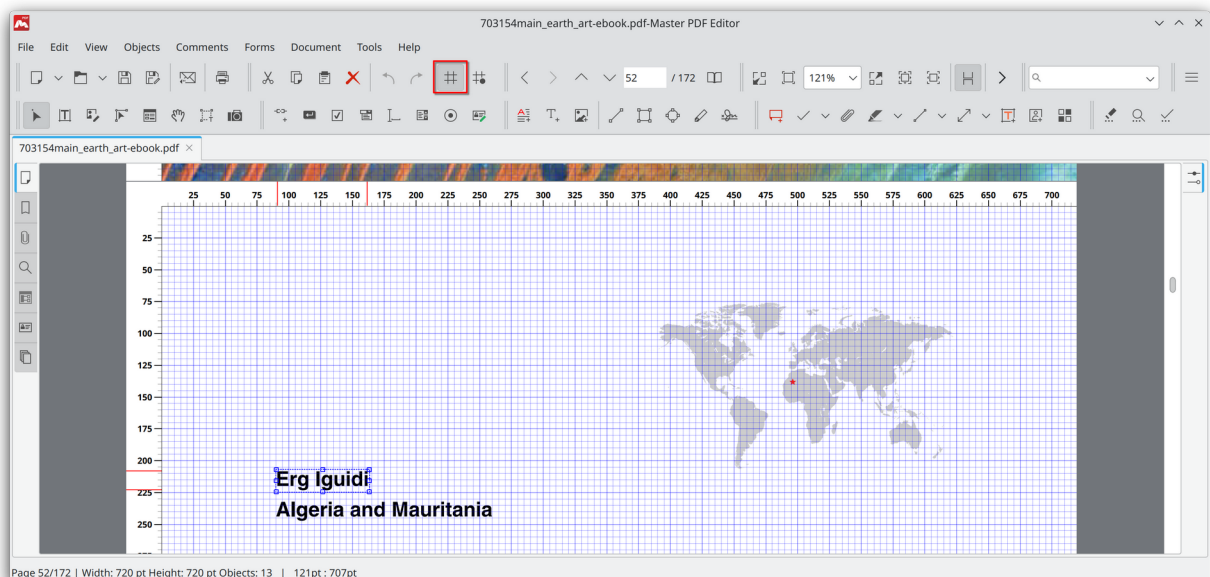 703154main_earth_art-ebook.pdf-Master PDF Editor
File Edit View Objects Comments Forms Document Tools Help
52 / 172 121%
703154main_earth_art-ebook.pdf
25 50 75 100 125 150 175 200 225 250 275 300 325 350 375 400 425 450 475 500 525 550 575 600 625 650 675 700
25
50
75
100
125
150
175
200
Erg Iguidi
225
Algeria and Mauritania
250
Page 52/172 | Width: 720 pt Height: 720 pt Objects: 13 | 121pt : 707pt